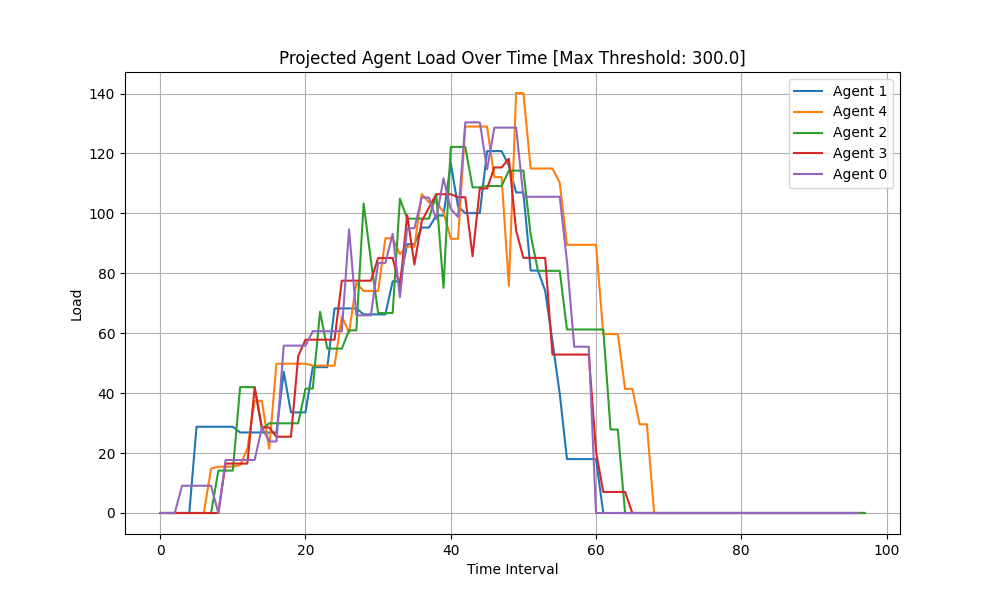 Projected Agent Load Over Time [Max Threshold: 300.0]
Agent 1
Agent 4
Agent 2
Agent 3
Agent 0
Load
140
120
100
80
60
40
20
0
0 20 40 60 80 100
Time Interval